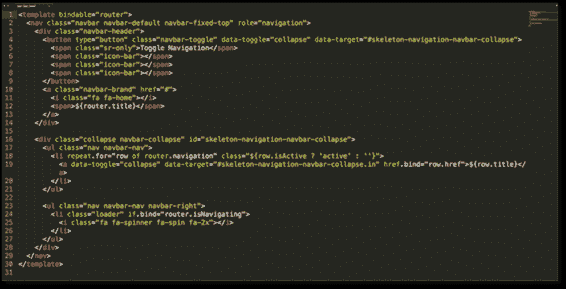 1 <template bindable="router">
2 <nav class="navbar navbar-default navbar-fixed-top" role="navigation">
3 <div class="navbar-header">
4 <button type="button" class="navbar-toggle" data-toggle="collapse" data-target="#skeleton-navigation-navbar-collapse">
5 <span class="sr-only">Toggle Navigation</span>
6 <span class="icon-bar"></span>
7 <span class="icon-bar"></span>
8 <span class="icon-bar"></span>
9 </button>
10 <a class="navbar-brand" href="#">
11 <i class="fa fa-home"></i>
12 <span>${router.title}</span>
13 </a>
14 </div>
15
16 <div class="collapse navbar-collapse" id="skeleton-navigation-navbar-collapse">
17 <ul class="nav navbar-nav">
18 <li repeat.for="row of router.navigation" class="${row.isActive ? 'active' : ''}">
19 <a data-toggle="collapse" data-target="#skeleton-navigation-navbar-collapse.in" href.bind="row.href">${row.title}</
a>
20 </li>
21 </ul>
22
23 <ul class="nav navbar-nav navbar-right">
24 <li class="loader" if.bind="router.isNavigating">
25 <i class="fa fa-spinner fa-spin fa-2x"></i>
26 </li>
27 </ul>
28 </div>
29 </nav>
30 </template>
31